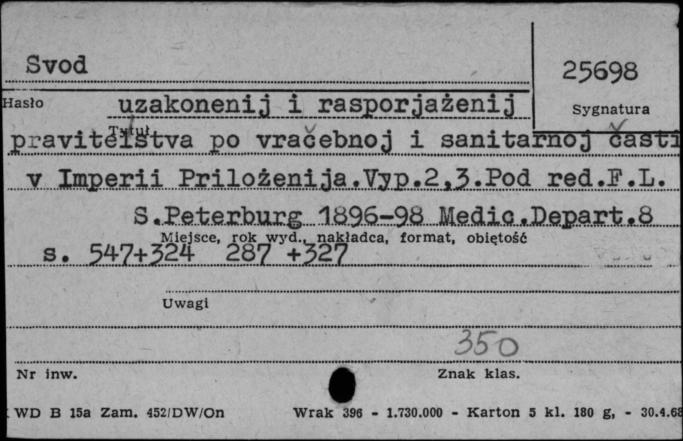 Svod
25698
Hasło
uzakonenij i rasporjaženij
Sygnatura
Tytuł
pravitelstva po vračebnoj i sanitarnoj časti
v Imperii Priloženija.Vyp.2,3.Pod red.F.L.
S.Peterburg 1896-98 Medic.Depart.8
Miejsce, rok wyd., nakładca, format, objętość
s. 547+324 287 +327
Uwagi
350
Nr inw.
Znak klas.
WD B 15a Zam. 452/DW/On Wrak 396 - 1.730.000 - Karton 5 kl. 180 g, - 30.4.68